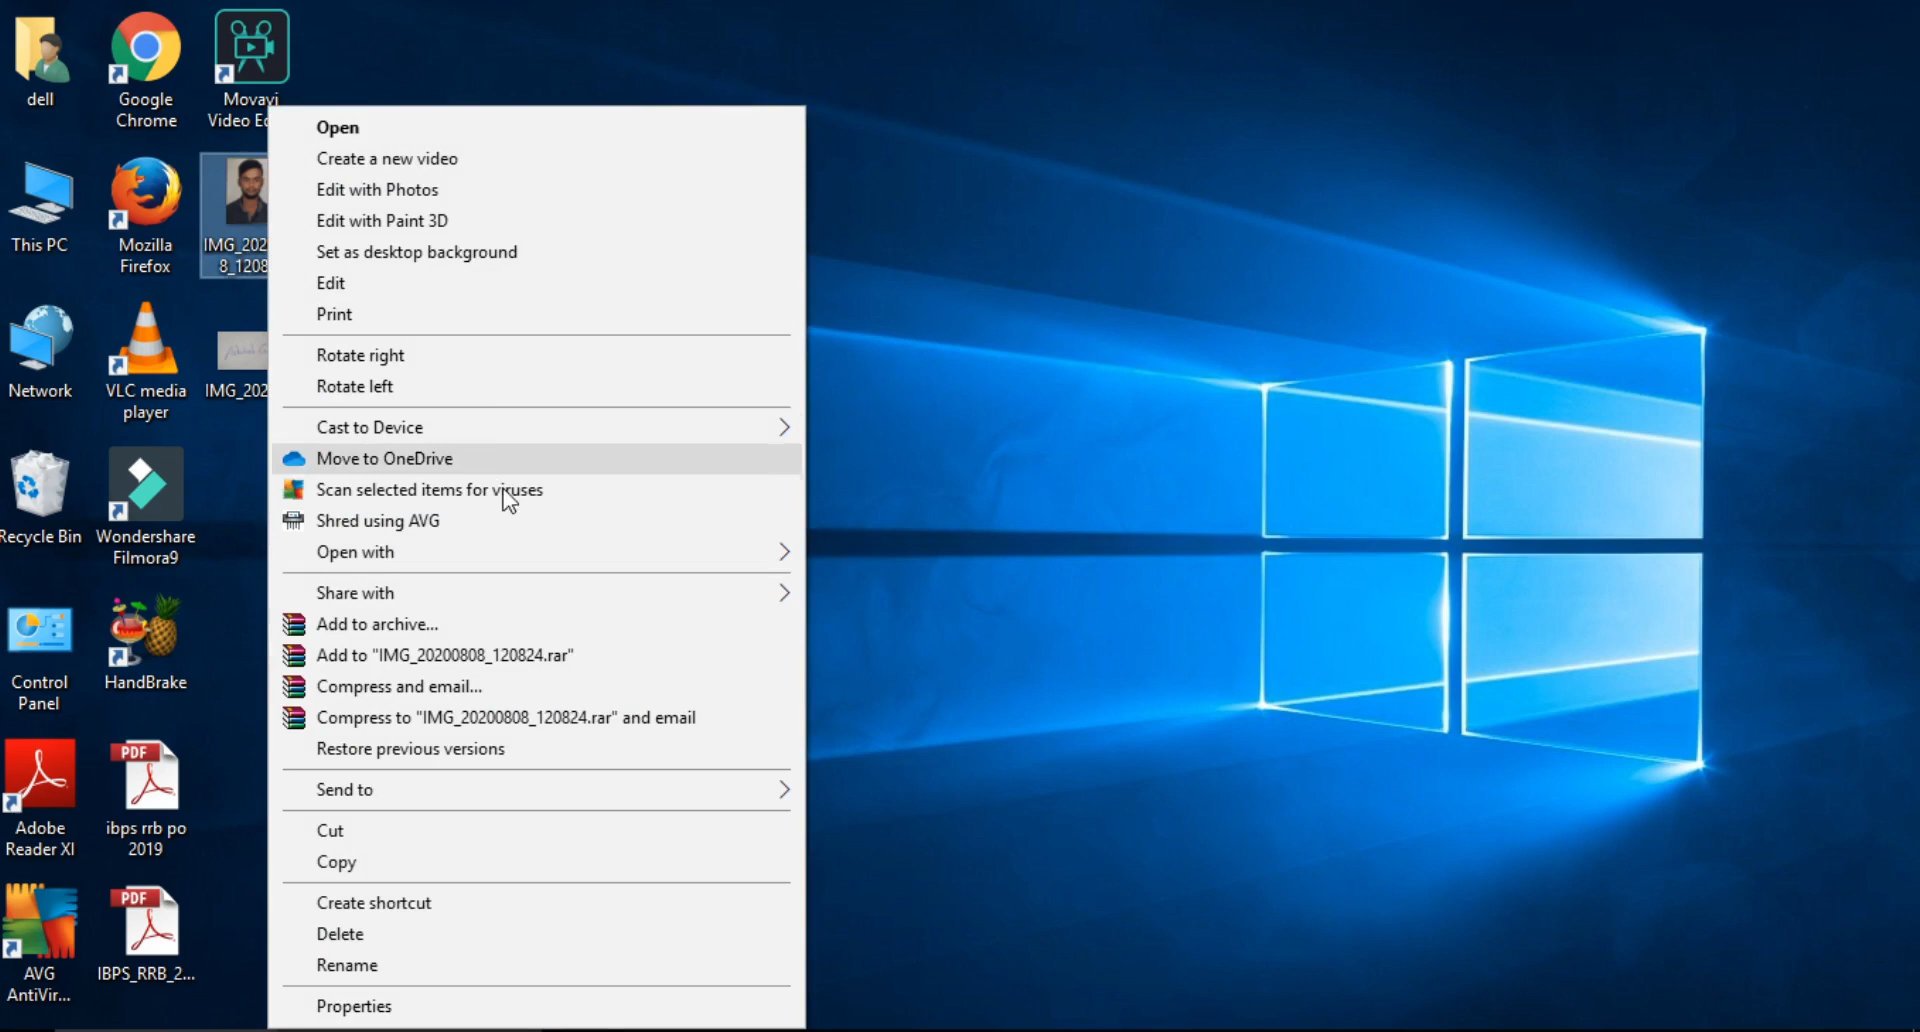 dell
Google
Chrome
Movavi
Video Ed
This PC
Mozilla
Firefox
IMG_202
8_1208
Network
VLC media
player
IMG_202
Recycle Bin
Wondershare
Filmora9
Control
Panel
HandBrake
Adobe
Reader XI
PDF
ibps rrb po
2019
AVG
AntiVir...
PDF
IBPS_RRB_2...
Open
Create a new video
Edit with Photos
Edit with Paint 3D
Set as desktop background
Edit
Print
Rotate right
Rotate left
Cast to Device
Move to OneDrive
Scan selected items for viruses
Shred using AVG
Open with
Share with
Add to archive...
Add to "IMG_20200808_120824.rar"
Compress and email...
Compress to "IMG_20200808_120824.rar" and email
Restore previous versions
Send to
Cut
Copy
Create shortcut
Delete
Rename
Properties